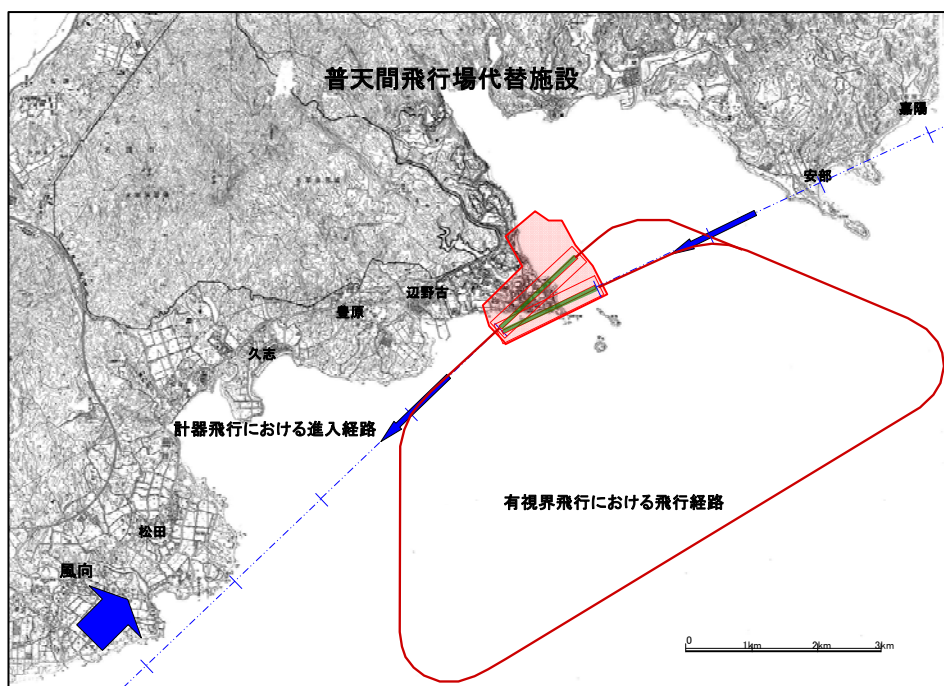 普天間飛行場代替施設
嘉陽
安部
辺野古
豊原
久志
計器飛行における進入経路
有視界飛行における飛行経路
松田
風向
0 1km 2km 3km